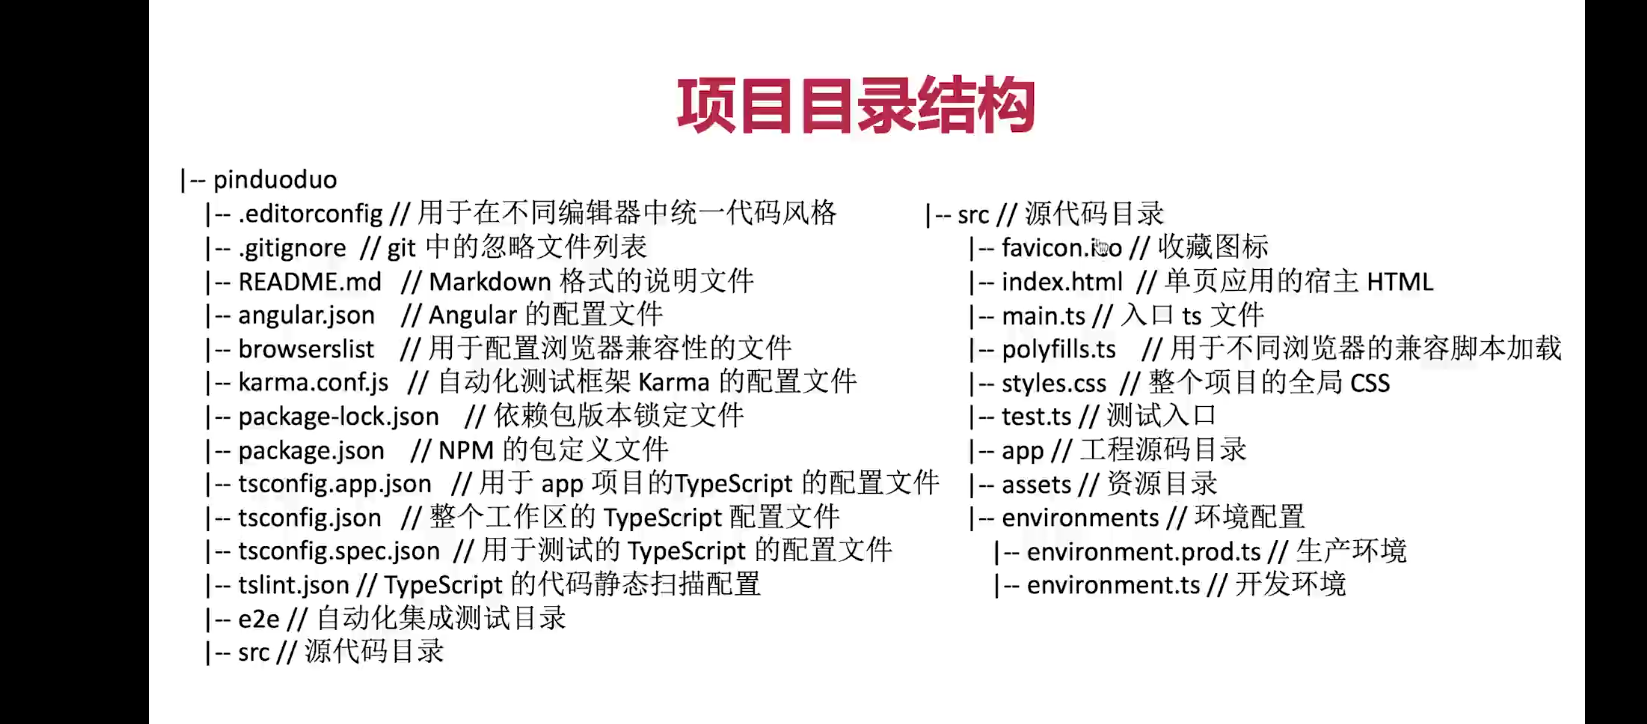 项目目录结构
|-- pinduoduo
|-- .editorconfig // 用于在不同编辑器中统一代码风格
|-- .gitignore // git 中的忽略文件列表
|-- README.md // Markdown 格式的说明文件
|-- angular.json // Angular 的配置文件
|-- browserslist // 用于配置浏览器兼容性的文件
|-- karma.conf.js // 自动化测试框架 Karma 的配置文件
|-- package-lock.json // 依赖包版本锁定文件
|-- package.json // NPM 的包定义文件
|-- tsconfig.app.json // 用于 app 项目的TypeScript 的配置文件
|-- tsconfig.json // 整个工作区的 TypeScript 配置文件
|-- tsconfig.spec.json // 用于测试的 TypeScript 的配置文件
|-- tslint.json // TypeScript 的代码静态扫描配置
|-- e2e // 自动化集成测试目录
|-- src // 源代码目录
|-- src // 源代码目录
|-- favicon.ico // 收藏图标
|-- index.html // 单页应用的宿主 HTML
|-- main.ts // 入口 ts 文件
|-- polyfills.ts // 用于不同浏览器的兼容脚本加载
|-- styles.css // 整个项目的全局 CSS
|-- test.ts // 测试入口
|-- app // 工程源码目录
|-- assets // 资源目录
|-- environments // 环境配置
|-- environment.prod.ts // 生产环境
|-- environment.ts // 开发环境